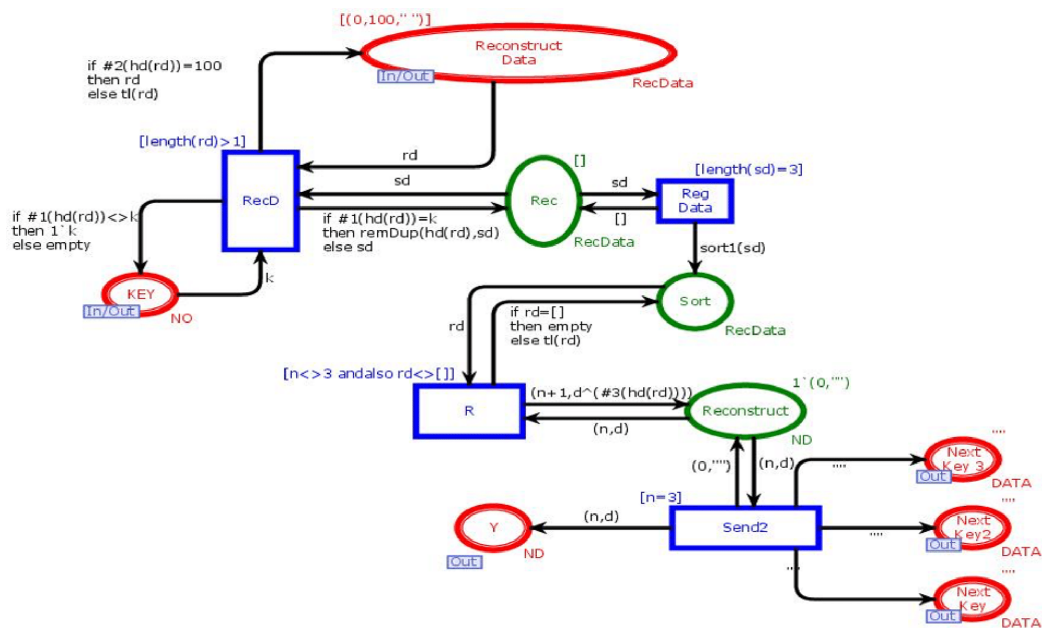 [(0,100," ")]
Reconstruct
Data
In/Out
RecData
if #2(hd(rd))=100
then rd
else tl(rd)
[length(rd)>1]
rd
RecD
sd
[]
Rec
RecData
sd
[]
[length(sd)=3]
Reg
Data
if #1(hd(rd))<>k
then 1`k
else empty
if #1(hd(rd))=k
then remDup(hd(rd),sd)
else sd
sort1(sd)
k
KEY
In/Out
NO
Sort
RecData
rd
if rd=[]
then empty
else tl(rd)
[n<>3 andalso rd<>[]]
R
(n+1,d^(#3(hd(rd))))
(n,d)
1`(0,"")
Reconstruct
ND
(0,"")
(n,d)
[n=3]
Send2
(n,d)
Y
Out
ND
""
""
Next
Key 3
Out
DATA
""
""
Next
Key2
Out
DATA
""
""
Next
Key
Out
DATA